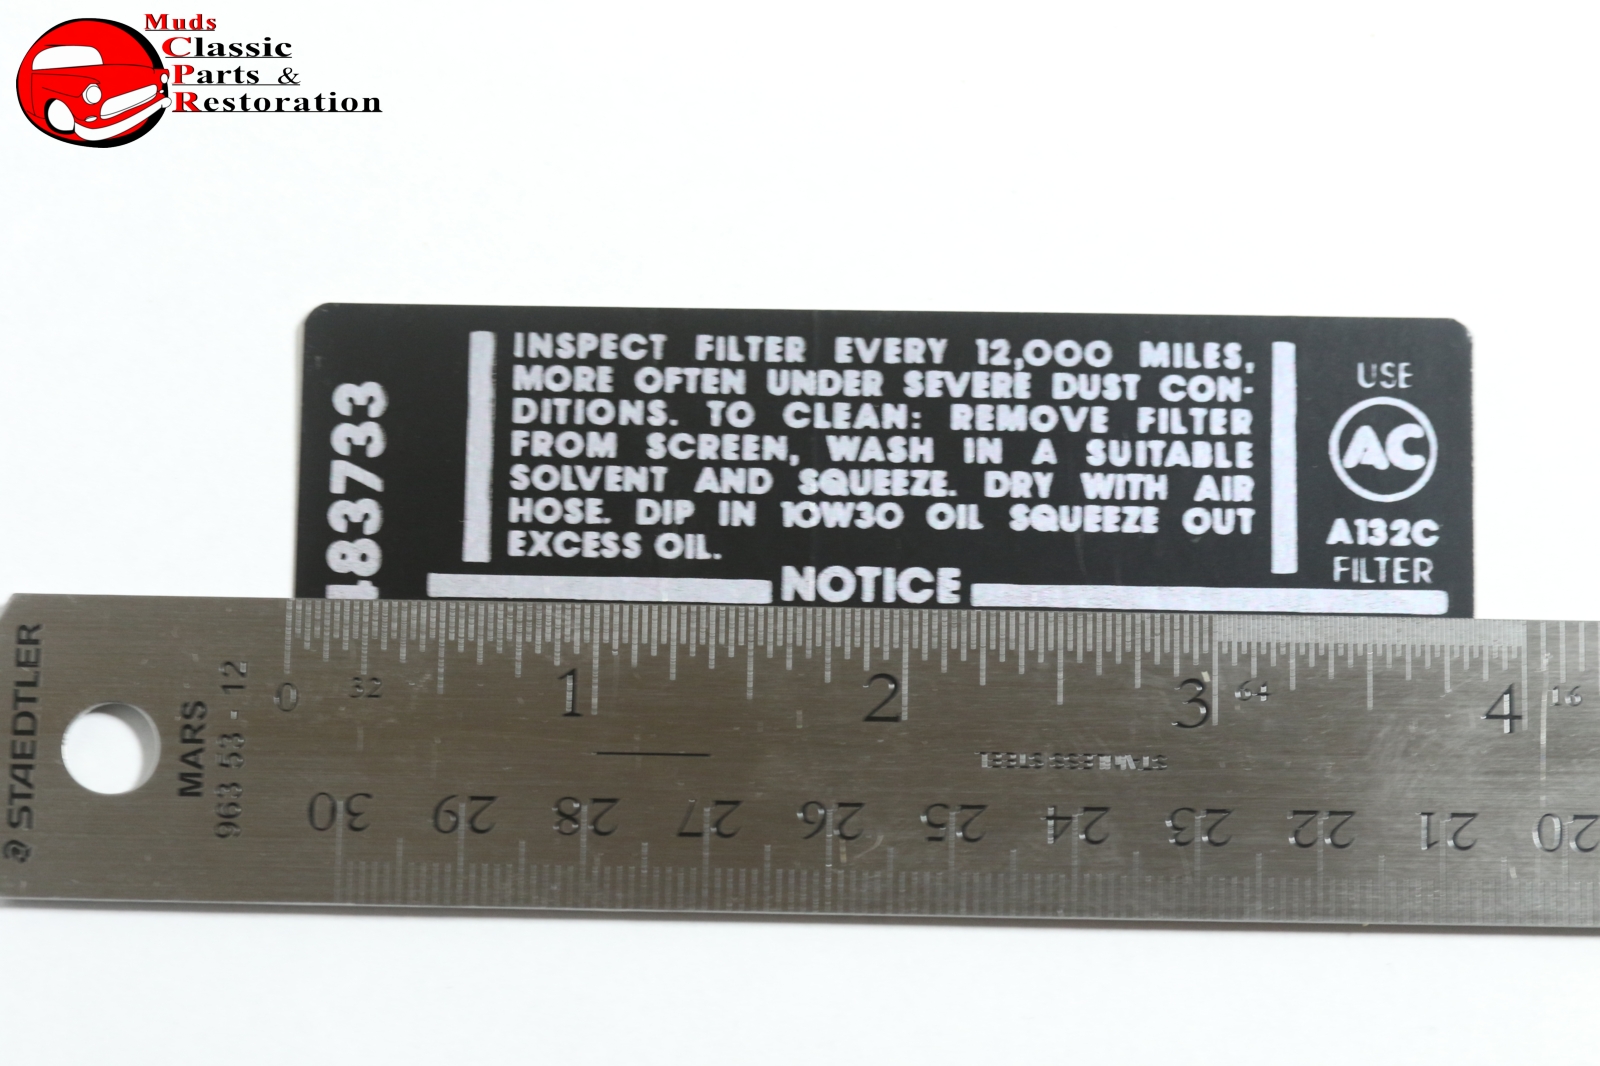 Muds
Classic
Parts &
Restoration
INSPECT FILTER EVERY 12,000 MILES,
MORE OFTEN UNDER SEVERE DUST CON-
DITIONS. TO CLEAN: REMOVE FILTER
FROM SCREEN, WASH IN A SUITABLE
SOLVENT AND SQUEEZE. DRY WITH AIR
HOSE. DIP IN 10W30 OIL SQUEEZE OUT
EXCESS OIL.
NOTICE
USE
AC
A132C
FILTER
483733
STAEDTLER
MARS
963 53-12
0 32 1 2 3 64 4 16
STAINLESS STEEL
30 29 28 27 26 25 24 23 22 21 20